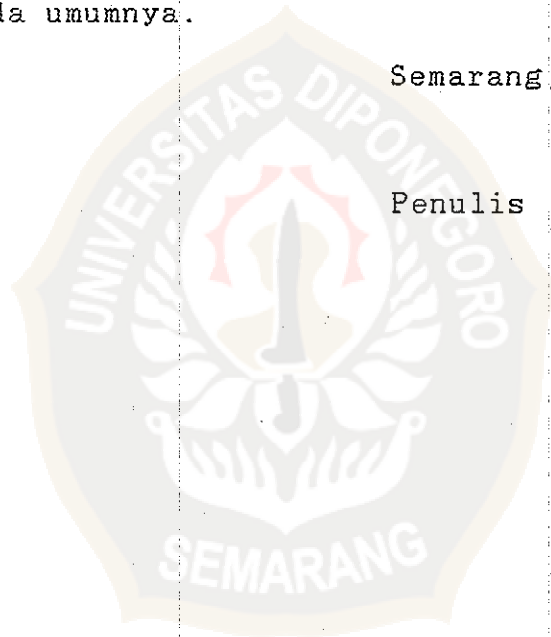 da umumnya.
Semarang
Penulis
UNIVERSITAS DIPONEGORO
SEMARANG